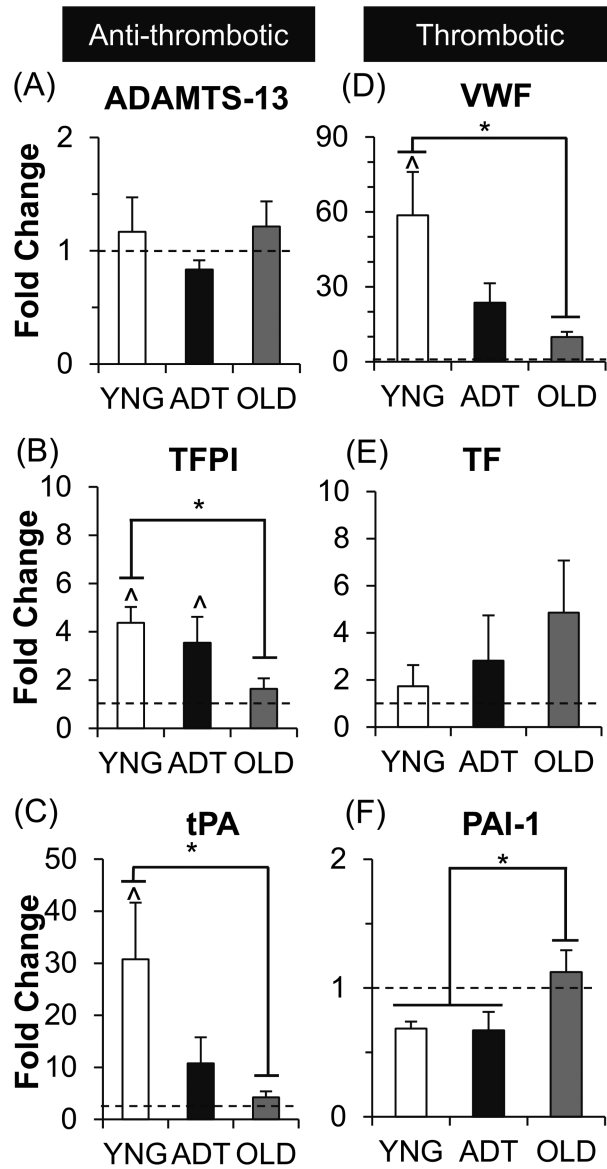 Anti-thrombotic
Thrombotic
(A)
ADAMTS-13
Fold Change
2
1
0
YNG ADT OLD
(D)
VWF
90
60
30
0
*
^
YNG ADT OLD
(B)
TFPI
Fold Change
10
8
6
4
2
0
*
^ ^
YNG ADT OLD
(E)
TF
10
8
6
4
2
0
YNG ADT OLD
(C)
tPA
Fold Change
50
40
30
20
10
0
*
^
YNG ADT OLD
(F)
PAI-1
2
1
0
*
YNG ADT OLD